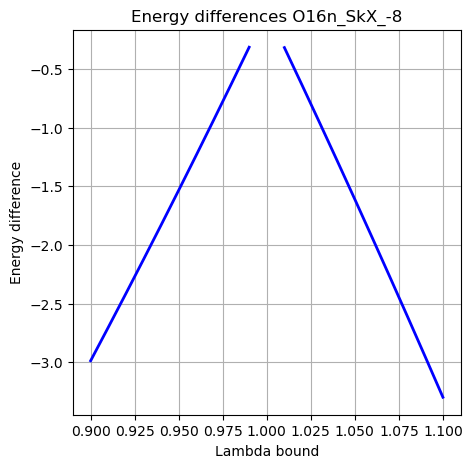 Energy differences O16n_SkX_-8
Energy difference
−0.5
−1.0
−1.5
−2.0
−2.5
−3.0
0.900 0.925 0.950 0.975 1.000 1.025 1.050 1.075 1.100
Lambda bound